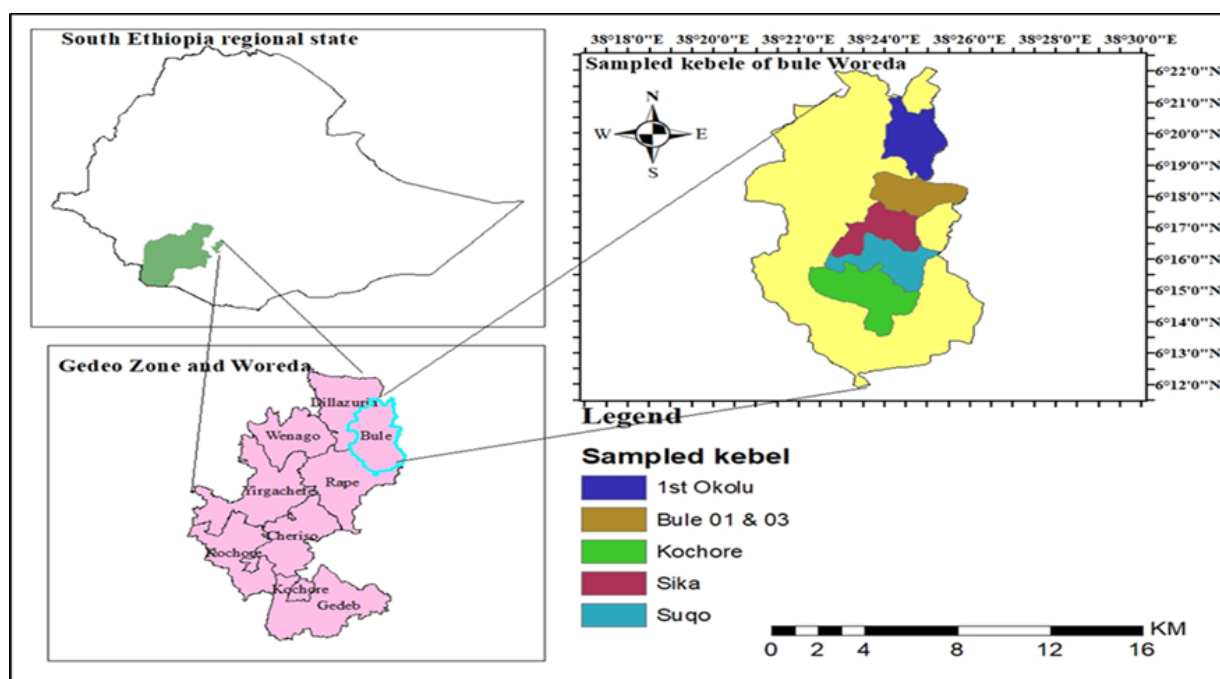 South Ethiopia regional state
38°18'0"E 38°20'0"E 38°22'0"E 38°24'0"E 38°26'0"E 38°28'0"E 38°30'0"E
Sampled kebele of bule Woreda
N
W E
S
6°22'0"N
6°21'0"N
6°20'0"N
6°19'0"N
6°18'0"N
6°17'0"N
6°16'0"N
6°15'0"N
6°14'0"N
6°13'0"N
6°12'0"N
Gedeo Zone and Woreda
Dillazuria
Wenago
Bule
Rape
Yirgachefe
Cheriso
Kochore
Kochore
Gedeb
Legend
Sampled kebel
1st Okolu
Bule 01 & 03
Kochore
Sika
Suqo
KM
0 2 4 8 12 16